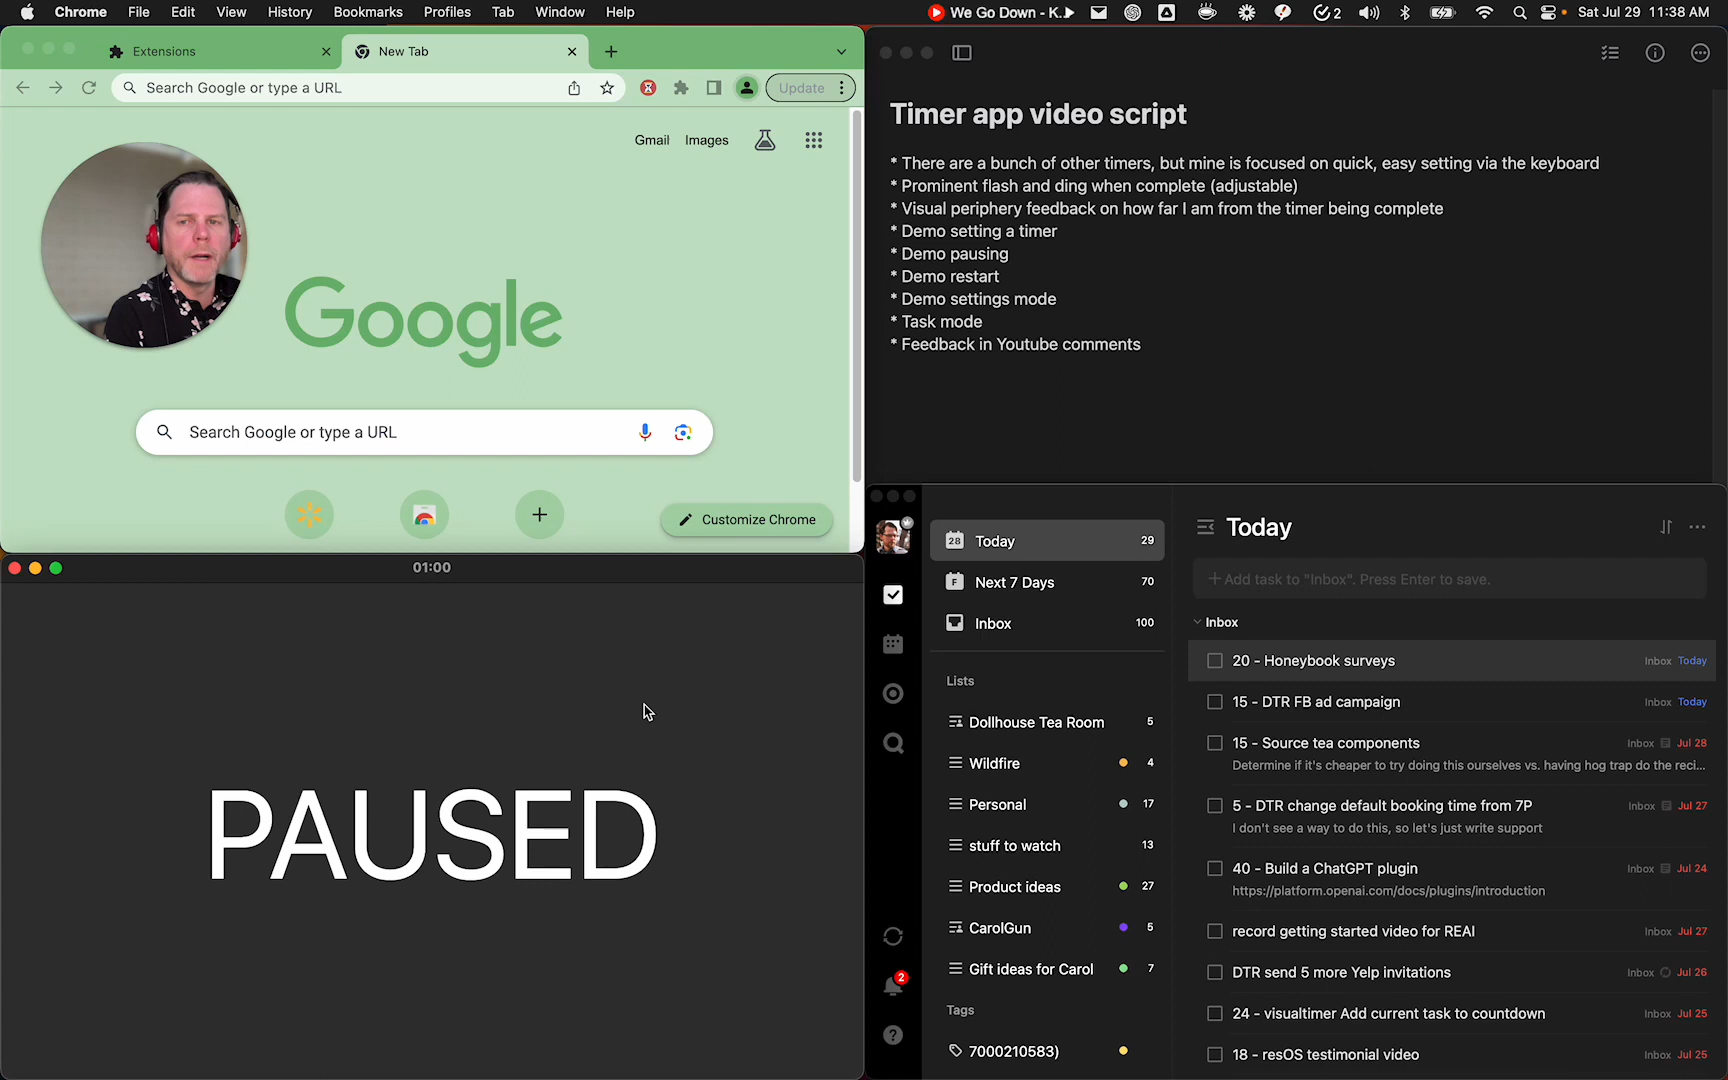 Chrome File Edit View History Bookmarks Profiles Tab Window Help
We Go Down - K..
2
Sat Jul 29 11:38 AM
Extensions
New Tab
Search Google or type a URL
Update
Gmail Images
Google
Search Google or type a URL
Customize Chrome
Timer app video script
* There are a bunch of other timers, but mine is focused on quick, easy setting via the keyboard
* Prominent flash and ding when complete (adjustable)
* Visual periphery feedback on how far I am from the timer being complete
* Demo setting a timer
* Demo pausing
* Demo restart
* Demo settings mode
* Task mode
* Feedback in Youtube comments
01:00
PAUSED
28 Today 29
F Next 7 Days 70
Inbox 100
Lists
Dollhouse Tea Room 5
Wildfire 4
Personal 17
stuff to watch 13
Product ideas 27
CarolGun 5
Gift ideas for Carol 7
Tags
7000210583)
2
?
Today
+ Add task to "Inbox". Press Enter to save.
Inbox
20 - Honeybook surveys Inbox Today
15 - DTR FB ad campaign Inbox Today
15 - Source tea components Inbox Jul 28
Determine if it's cheaper to try doing this ourselves vs. having hog trap do the reci...
5 - DTR change default booking time from 7P Inbox Jul 27
I don't see a way to do this, so let's just write support
40 - Build a ChatGPT plugin Inbox Jul 24
https://platform.openai.com/docs/plugins/introduction
record getting started video for REAI Inbox Jul 27
DTR send 5 more Yelp invitations Inbox Jul 26
24 - visualtimer Add current task to countdown Inbox Jul 25
18 - resOS testimonial video Inbox Jul 25